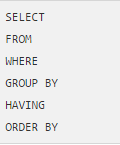 SELECT
FROM
WHERE
GROUP BY
HAVING
ORDER BY